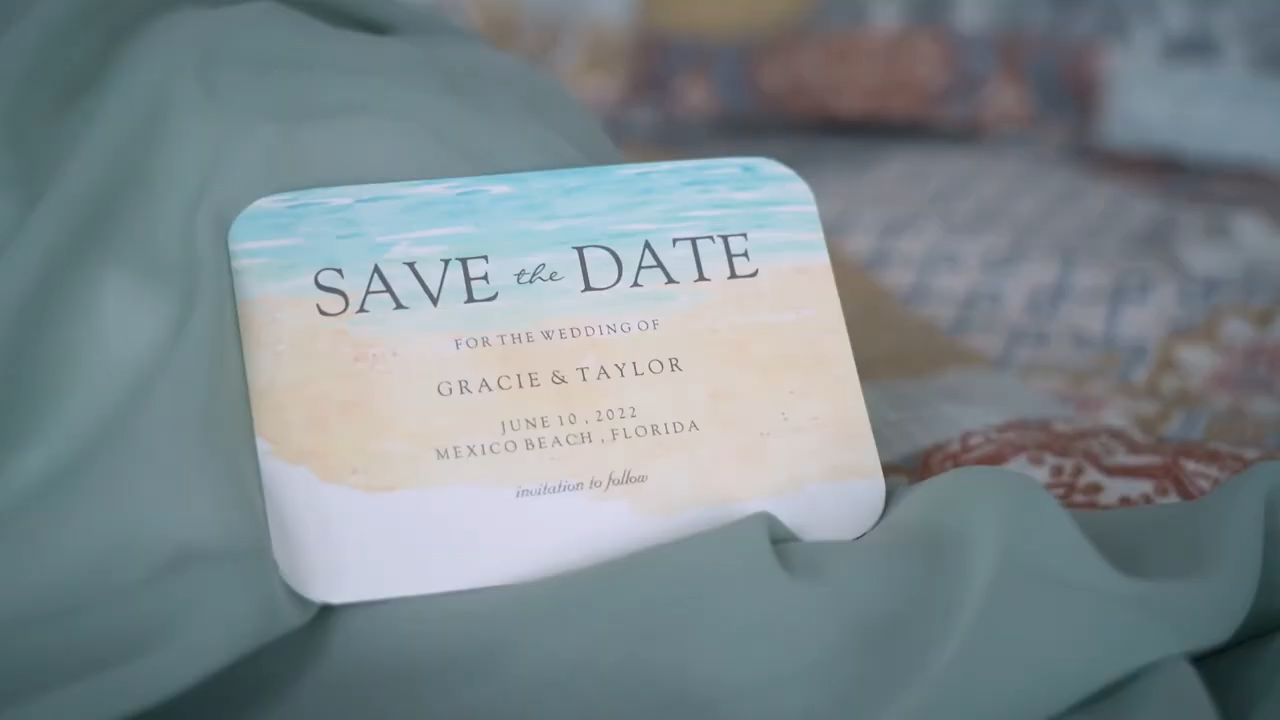 SAVE the DATE
FOR THE WEDDING OF
GRACIE & TAYLOR
JUNE 10, 2022
MEXICO BEACH, FLORIDA
invitation to follow